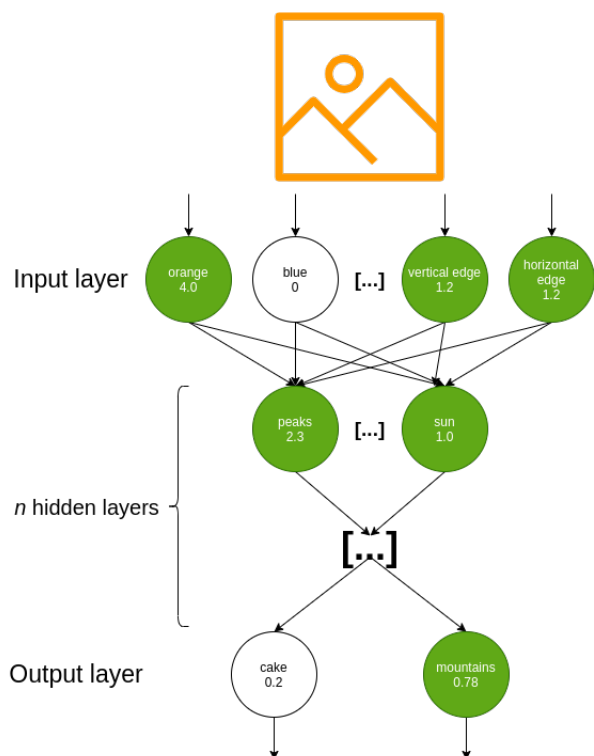 Input layer
orange
4.0
blue
0
[...]
vertical edge
1.2
horizontal
edge
1.2
peaks
2.3
[...]
sun
1.0
n hidden layers
[...]
Output layer
cake
0.2
mountains
0.78